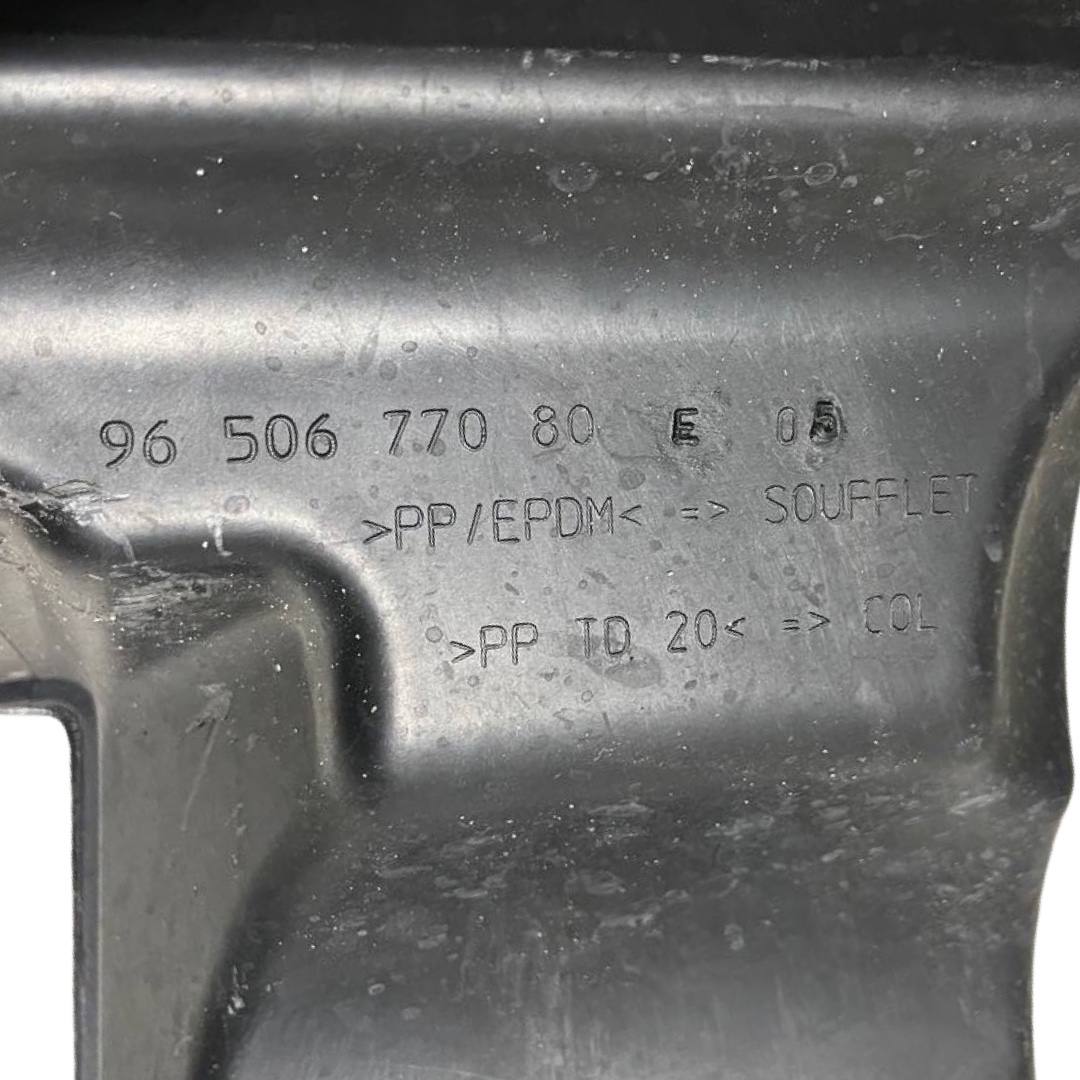 96 506 770 80 E 05
>PP/EPDM< => SOUFFLET
>PP TD 20< => COL